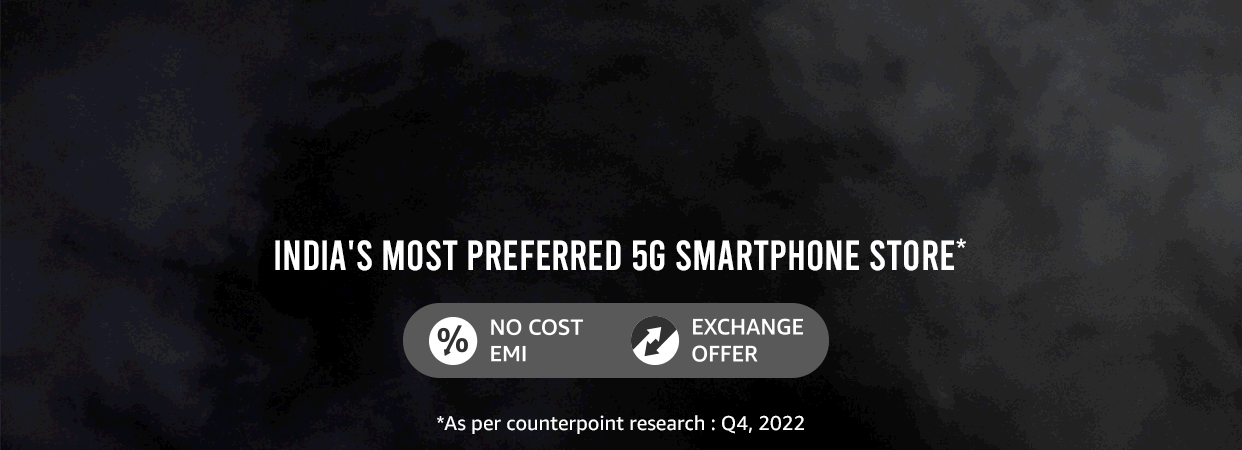 INDIA'S MOST PREFERRED 5G SMARTPHONE STORE*
% NO COST
EMI
EXCHANGE
OFFER
*As per counterpoint research : Q4, 2022